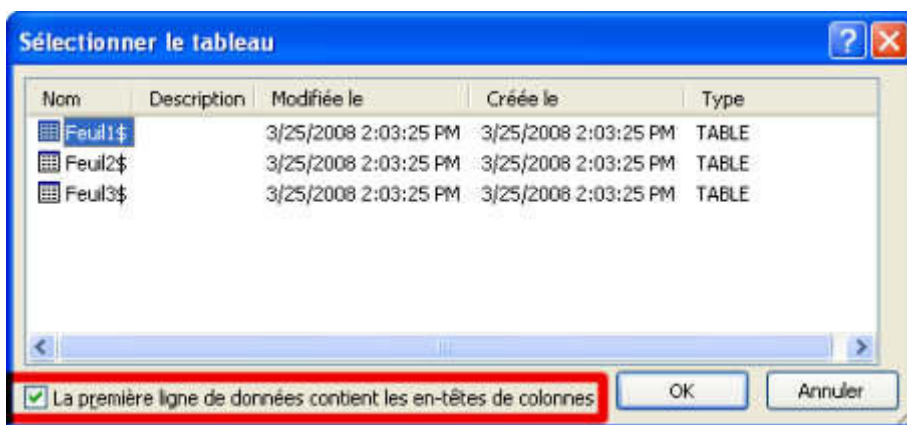 Sélectionner le tableau
Nom Description Modifiée le Créée le Type
Feuil1$ 3/25/2008 2:03:25 PM 3/25/2008 2:03:25 PM TABLE
Feuil2$ 3/25/2008 2:03:25 PM 3/25/2008 2:03:25 PM TABLE
Feuil3$ 3/25/2008 2:03:25 PM 3/25/2008 2:03:25 PM TABLE
La première ligne de données contient les en-têtes de colonnes OK Annuler